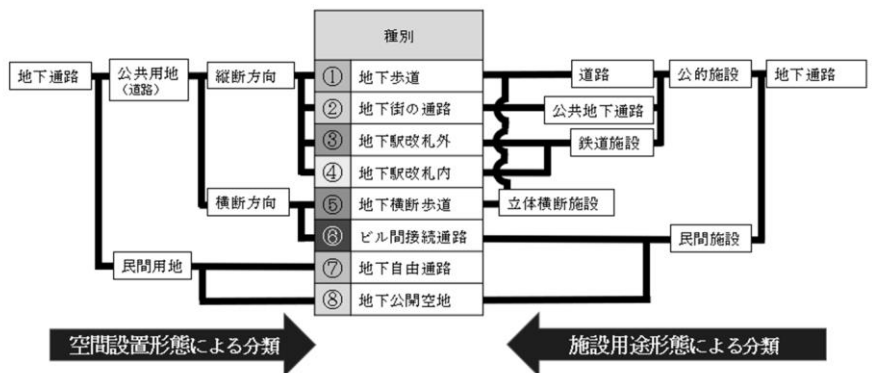 種別
地下通路
公共用地
(道路)
縦断方向
① 地下歩道
道路
公的施設
地下通路
② 地下街の通路
公共地下通路
③ 地下駅改札外
鉄道施設
④ 地下駅改札内
横断方向
⑤ 地下横断歩道
立体横断施設
⑥ ビル間接続通路
民間施設
民間用地
⑦ 地下自由通路
⑧ 地下公開空地
空間設置形態による分類
施設用途形態による分類